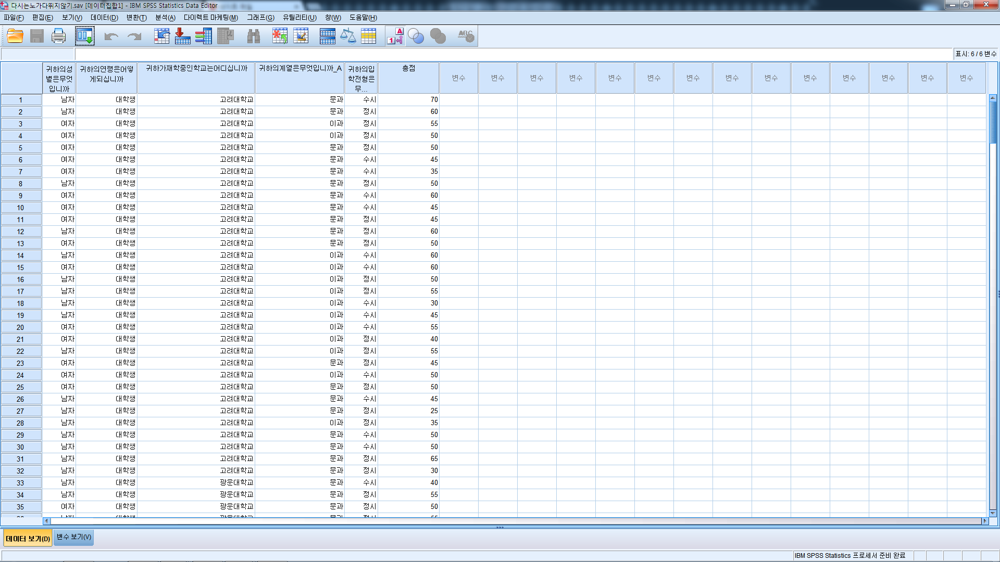 다시는노가다뛰지않기.sav [데이터집합1] - IBM SPSS Statistics Data Editor
파일(F) 편집(E) 보기(V) 데이터(D) 변환(T) 분석(A) 다이렉트 마케팅(M) 그래프(G) 유틸리티(U) 창(W) 도움말(H)
표시: 6 / 6 변수
귀하의성별은무엇입니까 귀하의연령은어떻게되십니까 귀하가재학중인학교는어디십니까 귀하의계열은무엇입니까_A 귀하의입학전형은무... 총점 변수 변수 변수 변수 변수 변수 변수 변수 변수 변수 변수 변수 변수 변수
1 남자 대학생 고려대학교 문과 수시 70
2 남자 대학생 고려대학교 문과 정시 60
3 여자 대학생 고려대학교 이과 정시 55
4 여자 대학생 고려대학교 이과 정시 50
5 여자 대학생 고려대학교 문과 정시 50
6 여자 대학생 고려대학교 문과 수시 45
7 여자 대학생 고려대학교 문과 수시 35
8 남자 대학생 고려대학교 문과 정시 50
9 여자 대학생 고려대학교 문과 수시 60
10 여자 대학생 고려대학교 문과 수시 45
11 여자 대학생 고려대학교 문과 정시 45
12 남자 대학생 고려대학교 문과 정시 60
13 여자 대학생 고려대학교 문과 정시 50
14 남자 대학생 고려대학교 이과 수시 60
15 여자 대학생 고려대학교 이과 수시 60
16 남자 대학생 고려대학교 이과 정시 50
17 남자 대학생 고려대학교 이과 정시 55
18 남자 대학생 고려대학교 이과 수시 30
19 남자 대학생 고려대학교 이과 수시 45
20 여자 대학생 고려대학교 이과 수시 55
21 여자 대학생 고려대학교 이과 정시 40
22 남자 대학생 고려대학교 이과 정시 55
23 여자 대학생 고려대학교 문과 정시 45
24 여자 대학생 고려대학교 이과 수시 50
25 여자 대학생 고려대학교 문과 정시 50
26 남자 대학생 고려대학교 문과 수시 45
27 남자 대학생 고려대학교 문과 정시 25
28 남자 대학생 고려대학교 이과 정시 35
29 남자 대학생 고려대학교 문과 수시 50
30 남자 대학생 고려대학교 문과 수시 50
31 남자 대학생 고려대학교 문과 정시 65
32 남자 대학생 고려대학교 문과 정시 30
33 남자 대학생 광운대학교 문과 수시 40
34 남자 대학생 광운대학교 문과 정시 55
35 여자 대학생 광운대학교 문과 정시 50
데이터 보기(D) 변수 보기(V)
IBM SPSS Statistics 프로세서 준비 완료